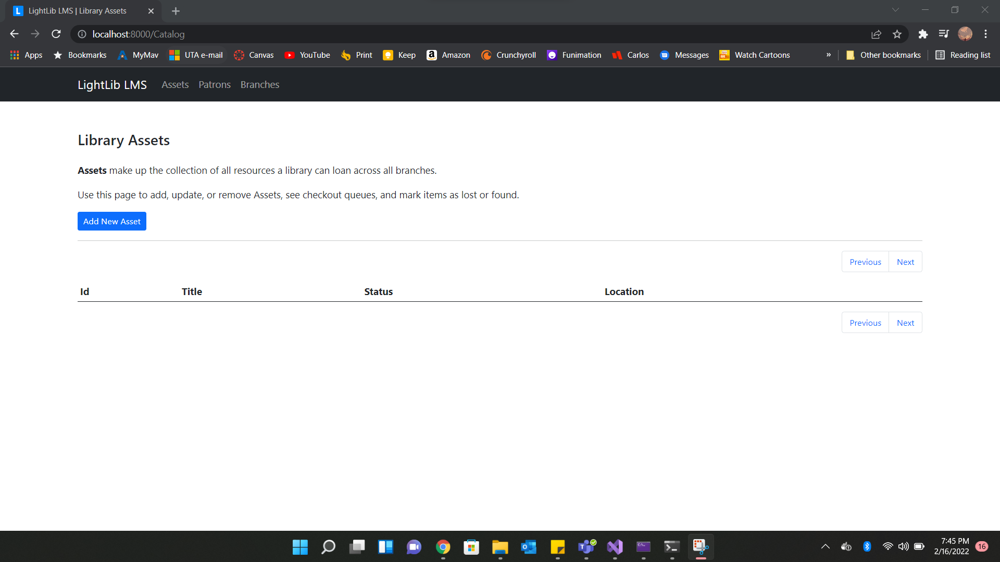 LightLib LMS | Library Assets
localhost:8000/Catalog
Apps Bookmarks MyMav UTA e-mail Canvas YouTube Print Keep Amazon Crunchyroll Funimation Carlos Messages Watch Cartoons » Other bookmarks Reading list
LightLib LMS Assets Patrons Branches
Library Assets
Assets make up the collection of all resources a library can loan across all branches.
Use this page to add, update, or remove Assets, see checkout queues, and mark items as lost or found.
Add New Asset
Previous Next
Id Title Status Location
Previous Next
7:45 PM
2/16/2022
16